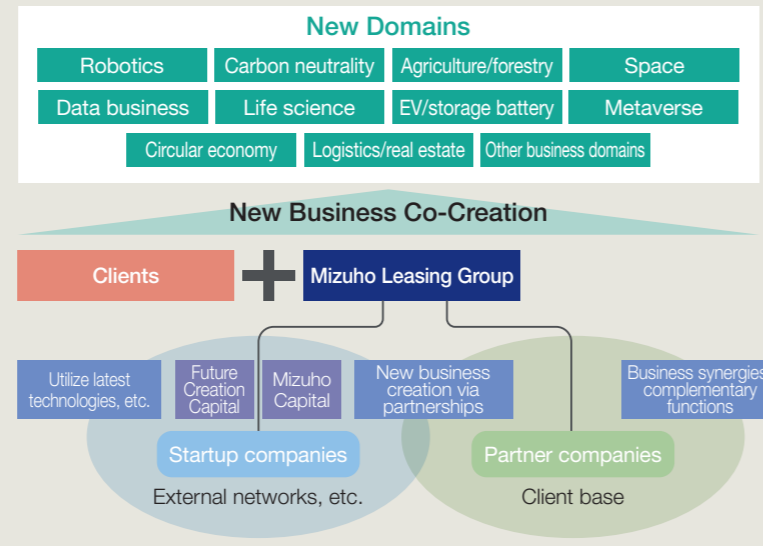 New Domains
Robotics
Carbon neutrality
Agriculture/forestry
Space
Data business
Life science
EV/storage battery
Metaverse
Circular economy
Logistics/real estate
Other business domains
New Business Co-Creation
Clients
+
Mizuho Leasing Group
Utilize latest
technologies, etc.
Future
Creation
Capital
Mizuho
Capital
New business
creation via
partnerships
Business synergies
complementary
functions
Startup companies
Partner companies
External networks, etc.
Client base